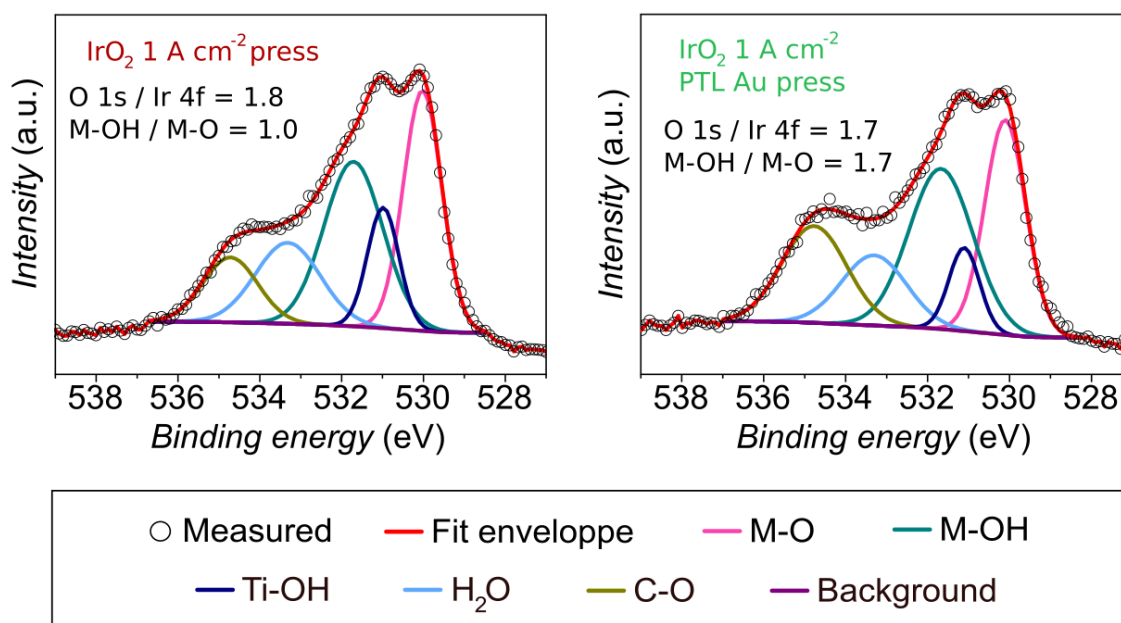 IrO₂ 1 A cm⁻² press
O 1s / Ir 4f = 1.8
M-OH / M-O = 1.0
Intensity (a.u.)
538 536 534 532 530 528
Binding energy (eV)
IrO₂ 1 A cm⁻²
PTL Au press
O 1s / Ir 4f = 1.7
M-OH / M-O = 1.7
Intensity (a.u.)
538 536 534 532 530 528
Binding energy (eV)
Measured Fit enveloppe M-O M-OH
Ti-OH H₂O C-O Background